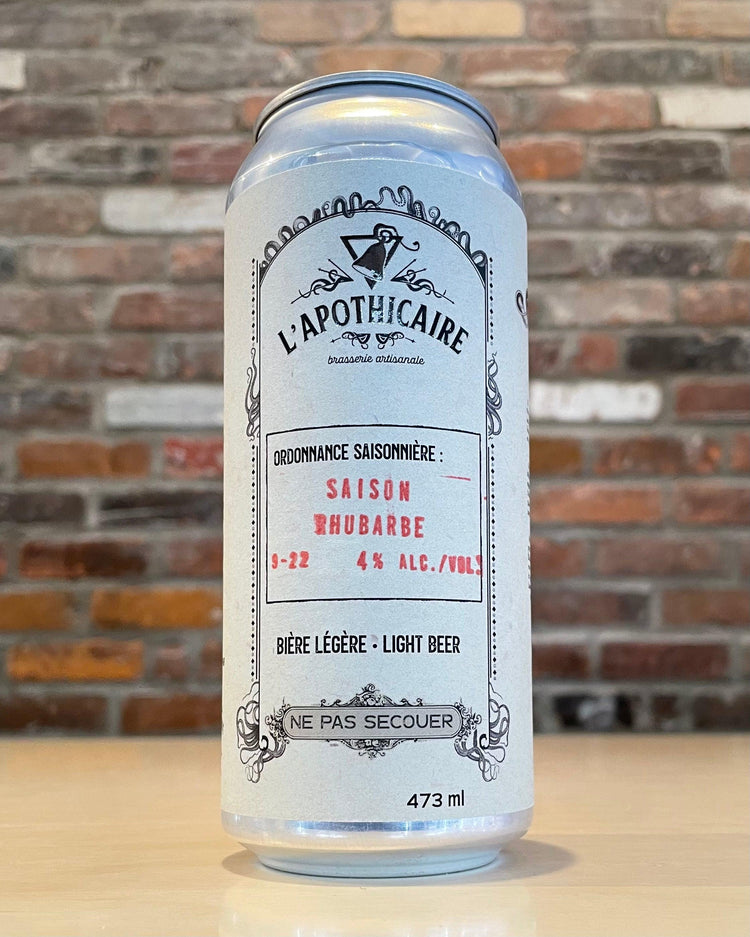 L'APOTHICAIRE
brasserie artisanale
ORDONNANCE SAISONNIÈRE :
SAISON
RHUBARBE
9-22 4% ALC./VOL.
BIÈRE LÉGÈRE • LIGHT BEER
NE PAS SECOUER
473 ml